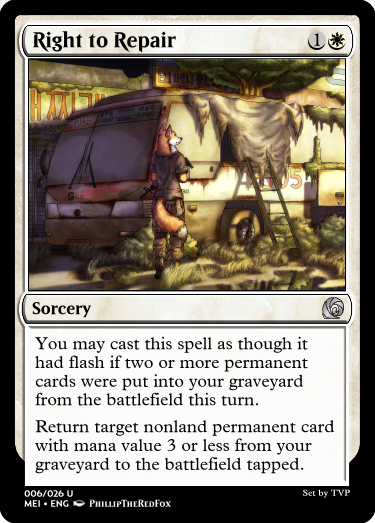 Right to Repair
1
Sorcery
You may cast this spell as though it
had flash if two or more permanent
cards were put into your graveyard
from the battlefield this turn.
Return target nonland permanent card
with mana value 3 or less from your
graveyard to the battlefield tapped.
006/026 U
MEI • ENG PHILLIPTHEREDFOX
Set by TVP